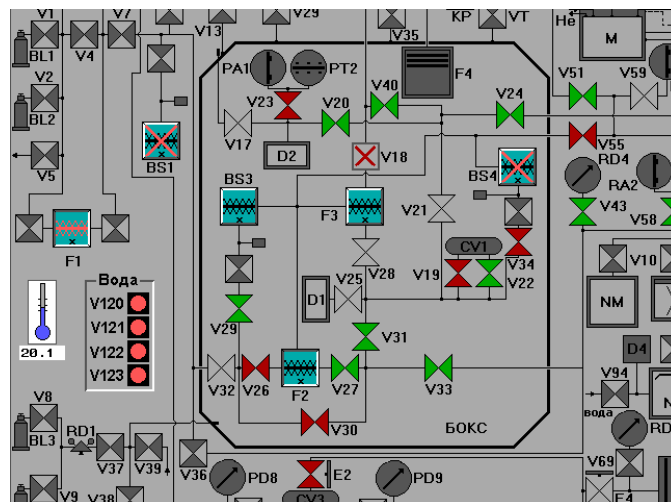 V1 V7 V13 V29 V35 KP VT He M
BL1 V4
PA1 PT2 F4 V51 V59
V2 V23 V40 V24
BL2 V20
V17 V55
V5 D2 V18 RD4
BS1 BS3 BS4 RA2
F3 V21 V43 V58
F1 CV1 V34 V10
V28 V19 V22
Вода D1 V25 NM
V120 V29 V31
V121 D4
V122
20.1 V123 V32 V26 F2 V27 V33 V94
V8 вода
BL3 RD1 V30 БОКС RD
V37 V39 V36 V69
V9 V38 PD8 E2 PD9
CV3 E4